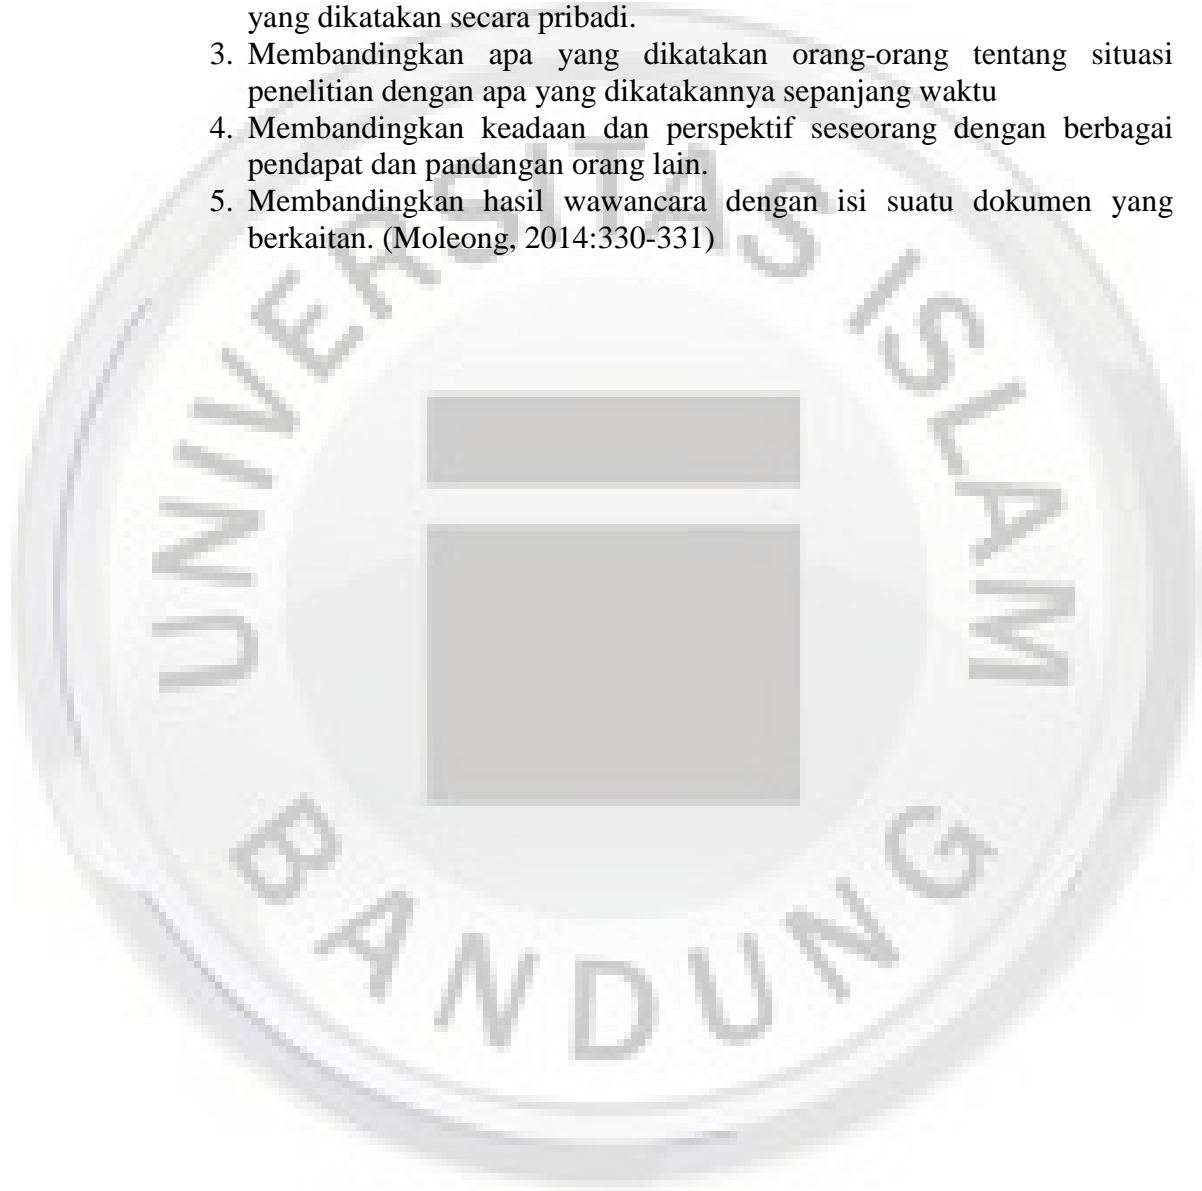 yang dikatakan secara pribadi.
3. Membandingkan apa yang dikatakan orang-orang tentang situasi
penelitian dengan apa yang dikatakannya sepanjang waktu
4. Membandingkan keadaan dan perspektif seseorang dengan berbagai
pendapat dan pandangan orang lain.
5. Membandingkan hasil wawancara dengan isi suatu dokumen yang
berkaitan. (Moleong, 2014:330-331)
UNIVERSITAS ISLAM
BANDUNG